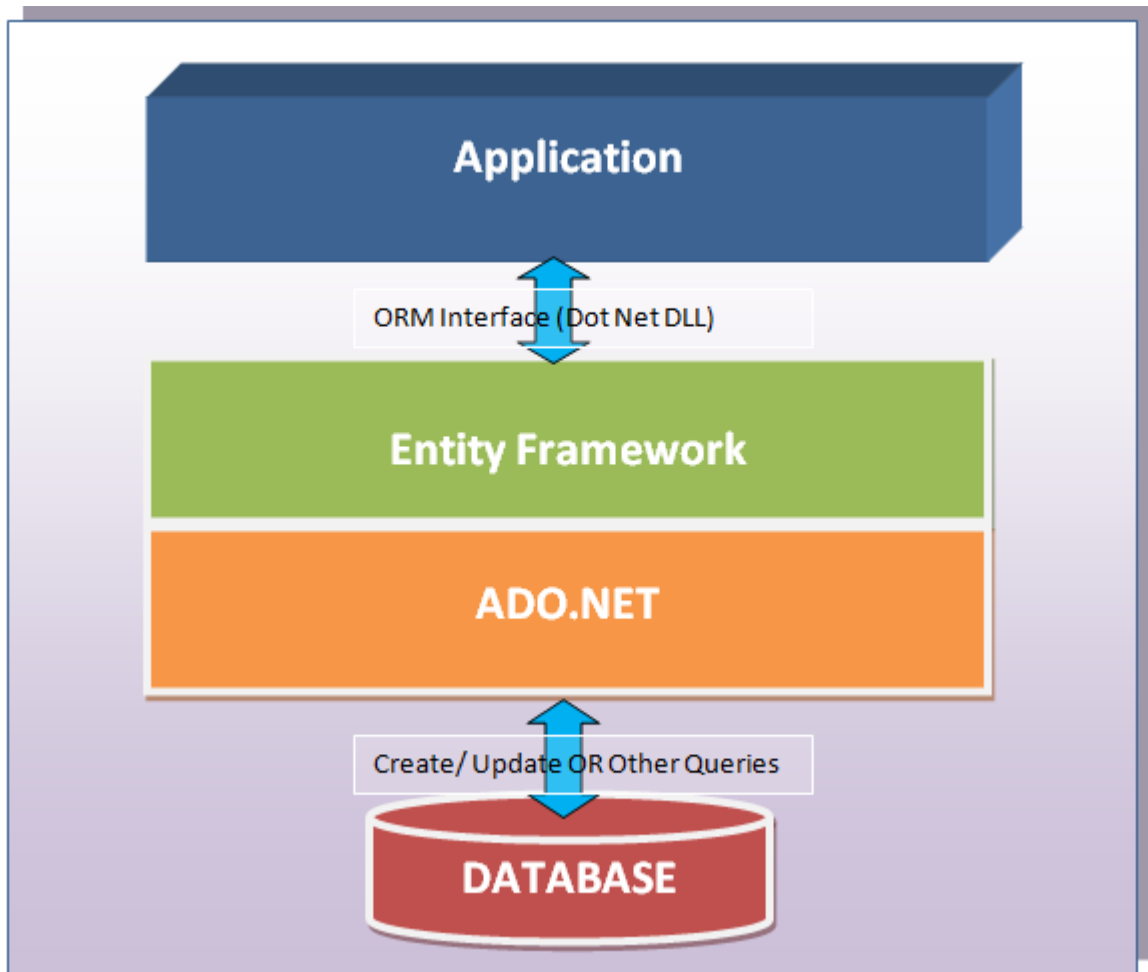 Application
ORM Interface (Dot Net DLL)
Entity Framework
ADO.NET
Create/ Update OR Other Queries
DATABASE